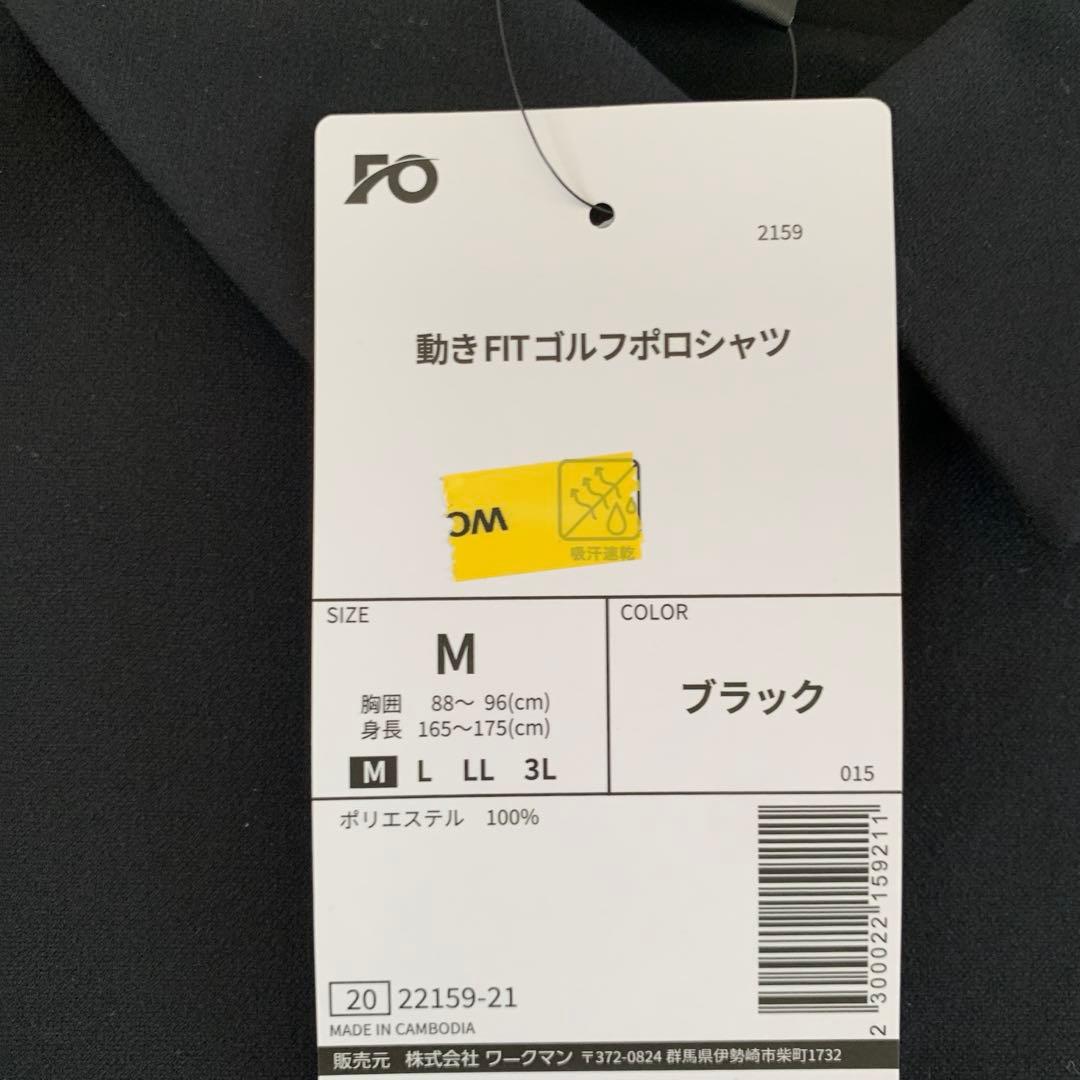 FO
2159
動きFITゴルフポロシャツ
WO
吸汗速乾
SIZE
M
胸囲 88〜 96(cm)
身長 165〜175(cm)
M L LL 3L
COLOR
ブラック
015
ポリエステル 100%
2 300022 159211
20 22159-21
MADE IN CAMBODIA
販売元 株式会社 ワークマン 〒372-0824 群馬県伊勢崎市柴町1732